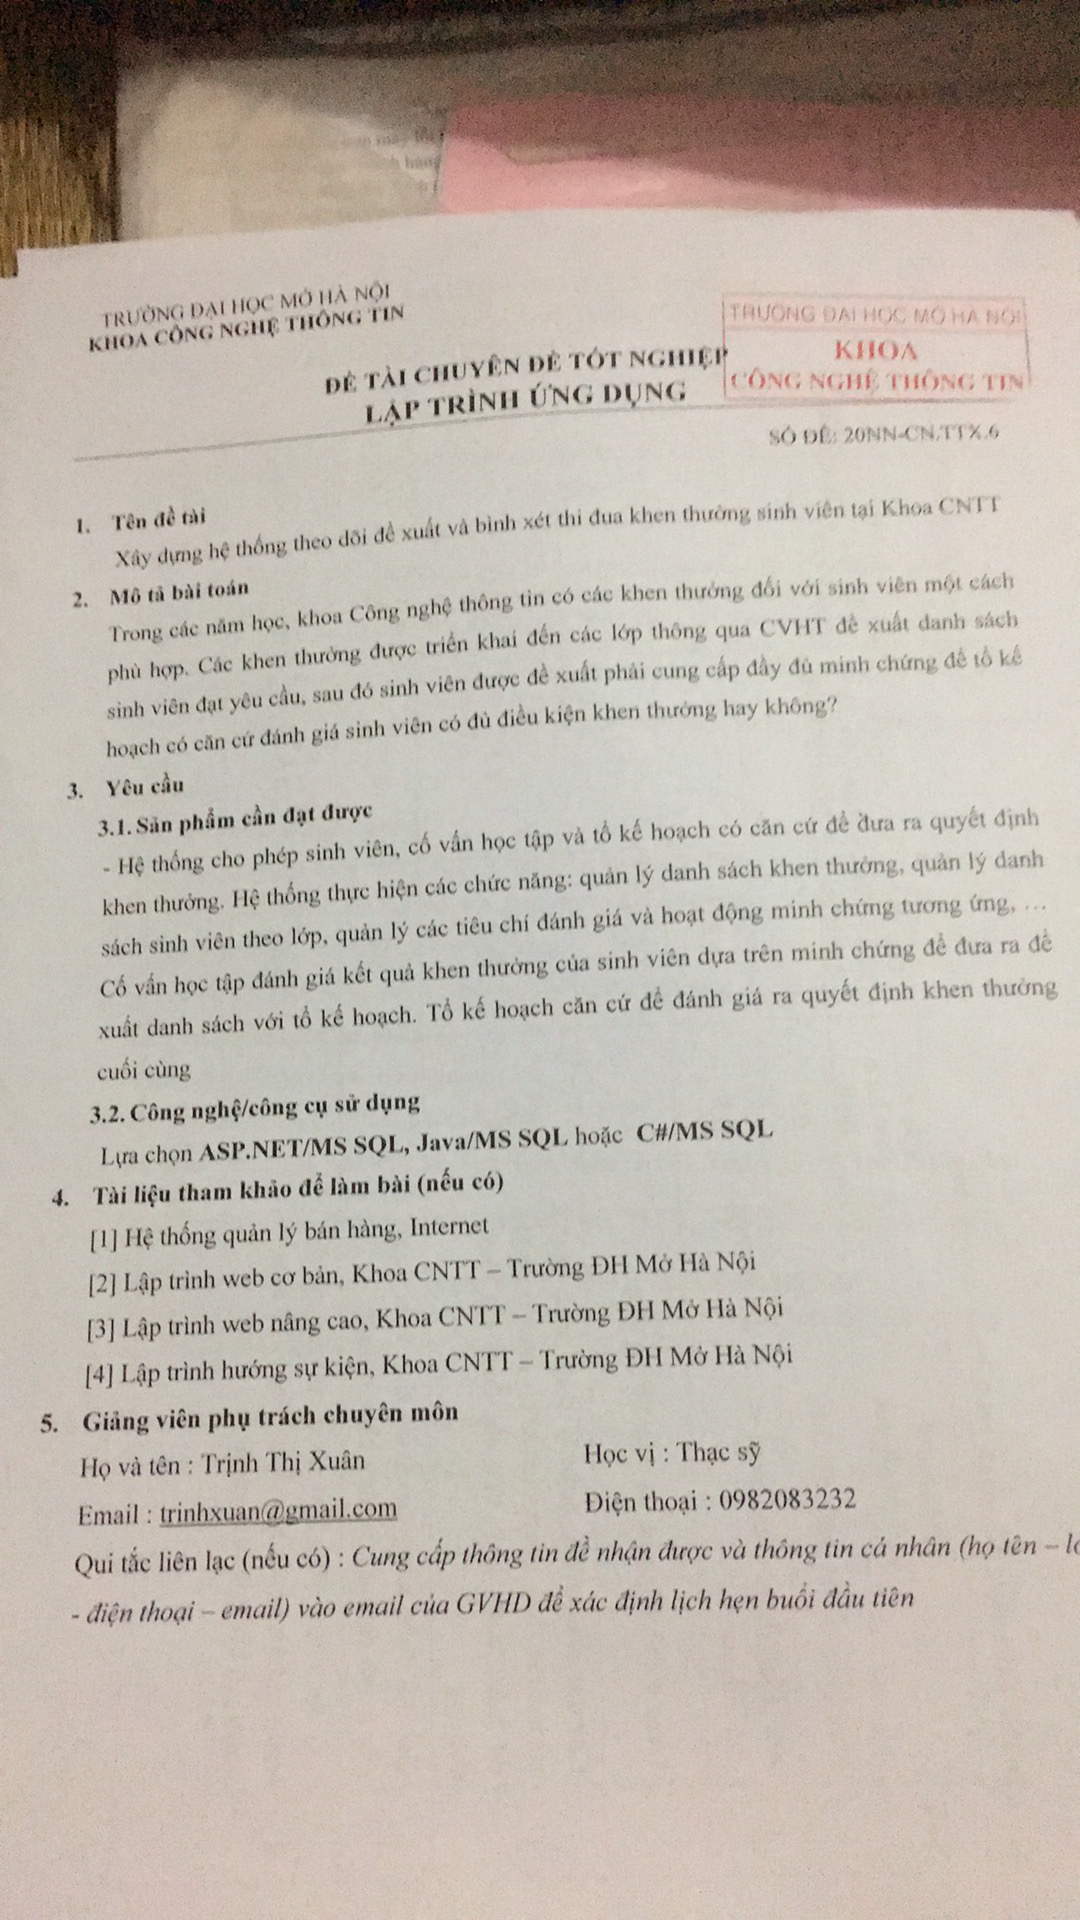 TRƯỜNG ĐẠI HỌC MỞ HÀ NỘI
KHOA CÔNG NGHỆ THÔNG TIN
TRƯỜNG ĐẠI HỌC MỞ HÀ NỘI
KHOA
CÔNG NGHỆ THÔNG TIN
ĐỀ TÀI CHUYÊN ĐỀ TỐT NGHIỆP
LẬP TRÌNH ỨNG DỤNG
SỐ ĐỀ: 20NN-CN.TTX.6
1. Tên đề tài
Xây dựng hệ thống theo dõi đề xuất và bình xét thi đua khen thưởng sinh viên tại Khoa CNTT
2. Mô tả bài toán
Trong các năm học, khoa Công nghệ thông tin có các khen thưởng đối với sinh viên một cách
phù hợp. Các khen thưởng được triển khai đến các lớp thông qua CVHT đề xuất danh sách
sinh viên đạt yêu cầu, sau đó sinh viên được đề xuất phải cung cấp đầy đủ minh chứng để tổ kế
hoạch có căn cứ đánh giá sinh viên có đủ điều kiện khen thưởng hay không?
3. Yêu cầu
3.1. Sản phẩm cần đạt được
- Hệ thống cho phép sinh viên, cố vấn học tập và tổ kế hoạch có căn cứ để đưa ra quyết định
khen thưởng. Hệ thống thực hiện các chức năng: quản lý danh sách khen thưởng, quản lý danh
sách sinh viên theo lớp, quản lý các tiêu chí đánh giá và hoạt động minh chứng tương ứng, …
Cố vấn học tập đánh giá kết quả khen thưởng của sinh viên dựa trên minh chứng để đưa ra đề
xuất danh sách với tổ kế hoạch. Tổ kế hoạch căn cứ để đánh giá ra quyết định khen thưởng
cuối cùng
3.2. Công nghệ/công cụ sử dụng
Lựa chọn ASP.NET/MS SQL, Java/MS SQL hoặc C#/MS SQL
4. Tài liệu tham khảo để làm bài (nếu có)
[1] Hệ thống quản lý bán hàng, Internet
[2] Lập trình web cơ bản, Khoa CNTT – Trường ĐH Mở Hà Nội
[3] Lập trình web nâng cao, Khoa CNTT – Trường ĐH Mở Hà Nội
[4] Lập trình hướng sự kiện, Khoa CNTT – Trường ĐH Mở Hà Nội
5. Giảng viên phụ trách chuyên môn
Họ và tên : Trịnh Thị Xuân Học vị : Thạc sỹ
Email : trinhxuan@gmail.com Điện thoại : 0982083232
Qui tắc liên lạc (nếu có) : Cung cấp thông tin đề nhận được và thông tin cá nhân (họ tên –
- điện thoại – email) vào email của GVHD để xác định lịch hẹn buổi đầu tiên